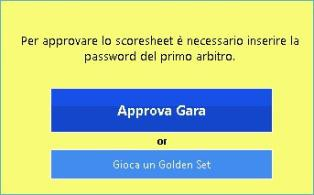 Per approvare lo scoresheet è necessario inserire la
password del primo arbitro.
Approva Gara
or
Gioca un Golden Set